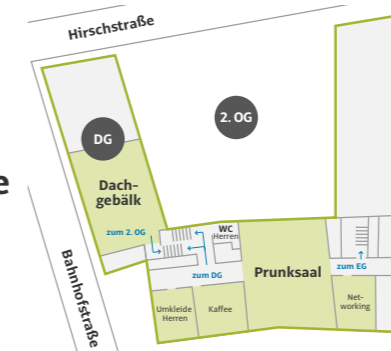 Hirschstraße
DG
2. OG
e
Dach-
gebälk
zum 2. OG
WC
Herren
Bahnhofstraße
zum DG
Prunksaal
zum EG
Umkleide
Herren
Kaffee
Net-
working